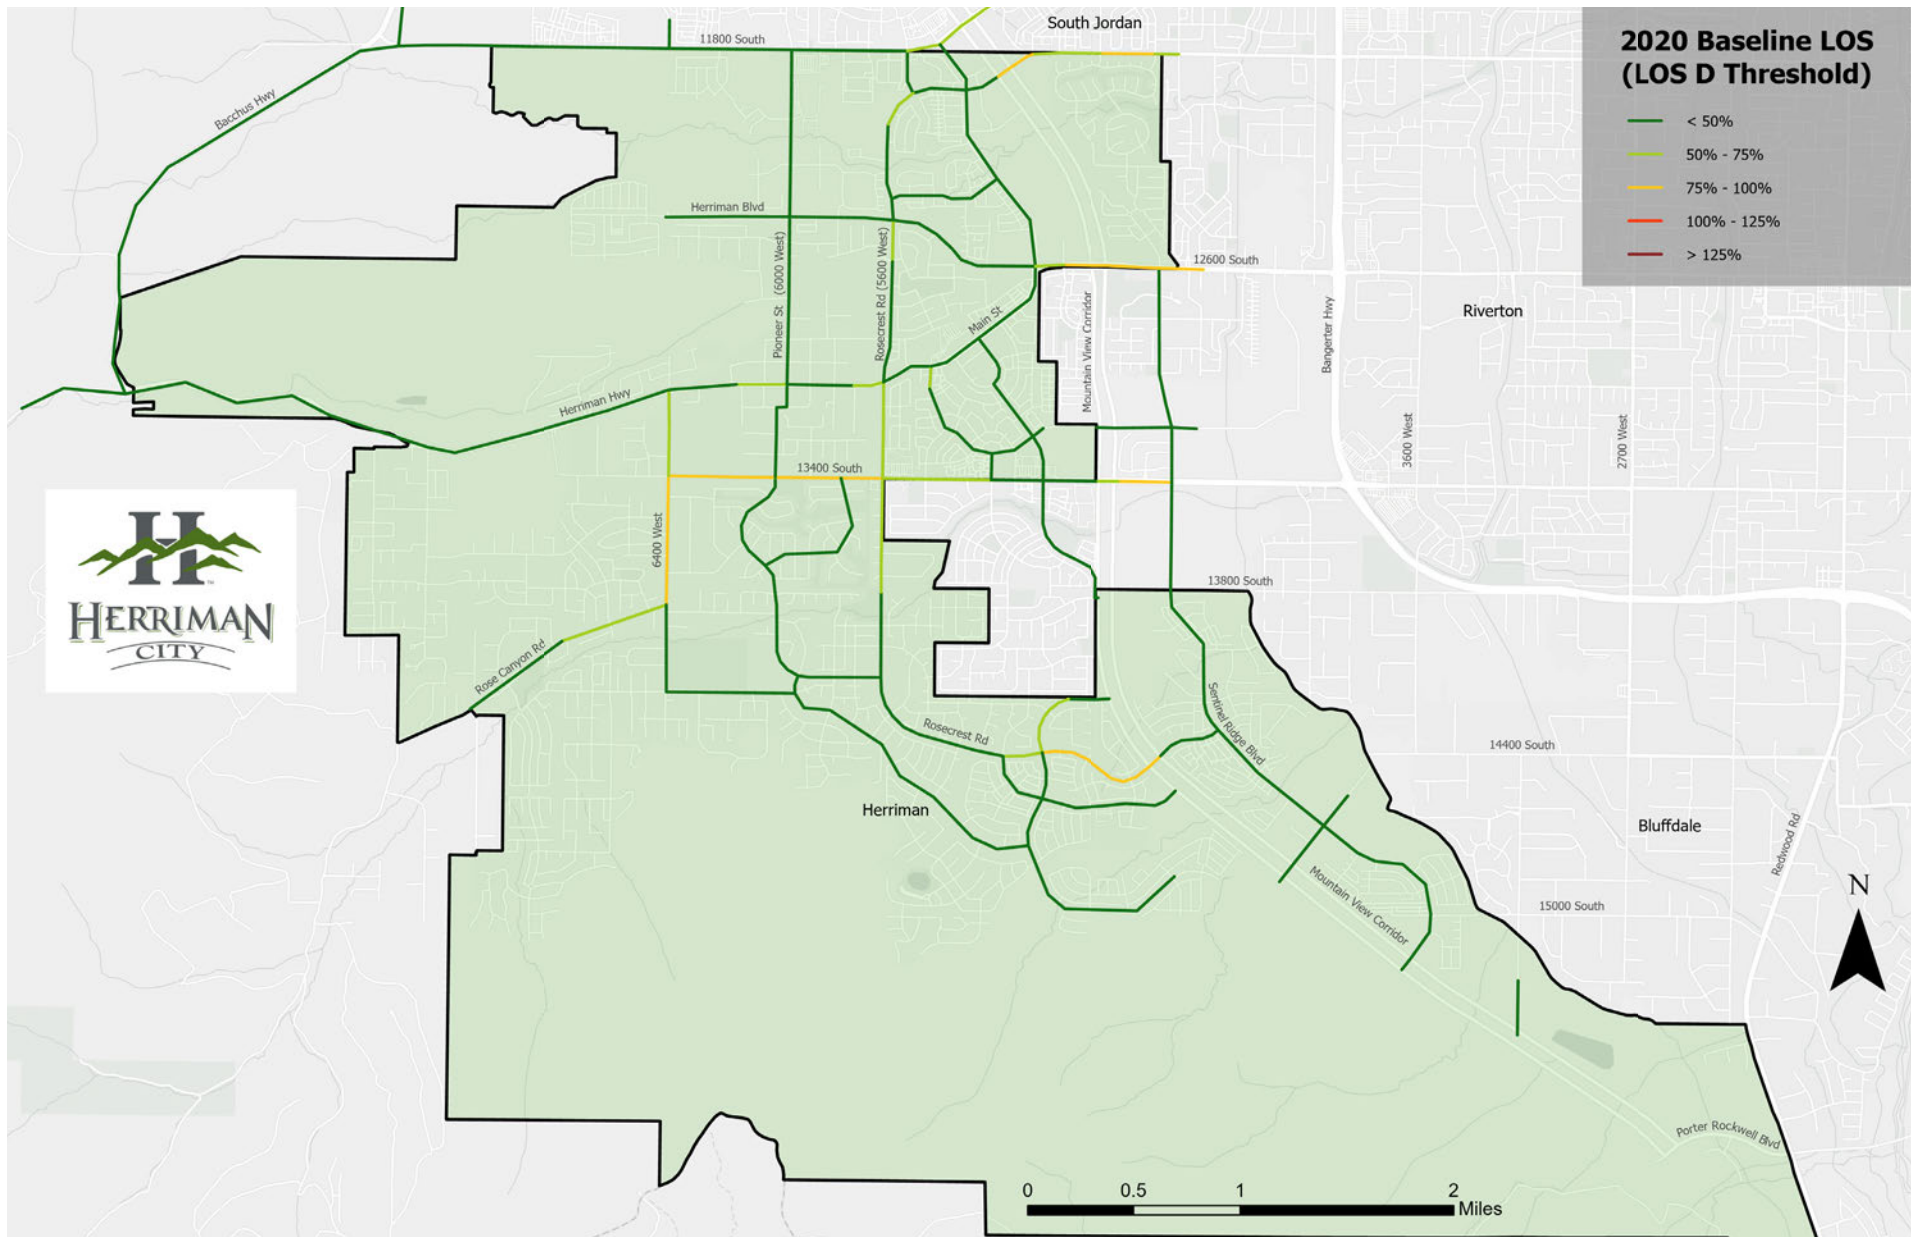 South Jordan
11800 South
2020 Baseline LOS
(LOS D Threshold)
< 50%
50% - 75%
75% - 100%
100% - 125%
> 125%
Bacchus Hwy
Herriman Blvd
Pioneer St (6000 West)
Rosecrest Rd (5600 West)
12600 South
Mountain View Corridor
Bangerter Hwy
Riverton
Main St
Herriman Hwy
3600 West
2700 West
13400 South
6400 West
H
TM
HERRIMAN
CITY
13800 South
Rose Canyon Rd
Rosecrest Rd
Sentinel Ridge Blvd
14400 South
Herriman
Bluffdale
Redwood Rd
Mountain View Corridor
15000 South
N
Porter Rockwell Blvd
0 0.5 1 2
Miles